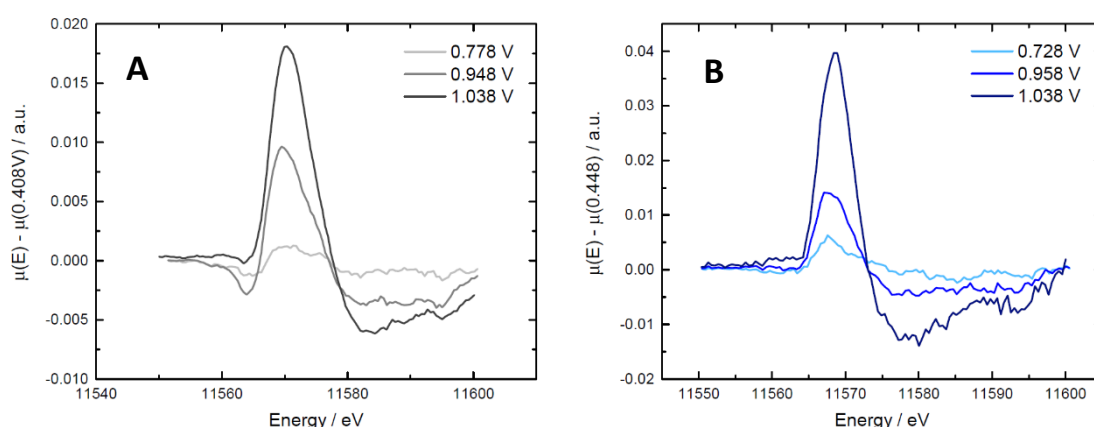 A
0.778 V
0.948 V
1.038 V
0.020
0.015
0.010
0.005
0.000
-0.005
-0.010
μ(E) - μ(0.408V) / a.u.
11540
11560
11580
11600
Energy / eV
B
0.728 V
0.958 V
1.038 V
0.04
0.03
0.02
0.01
0.00
-0.01
-0.02
μ(E) - μ(0.448) / a.u.
11550
11560
11570
11580
11590
11600
Energy / eV